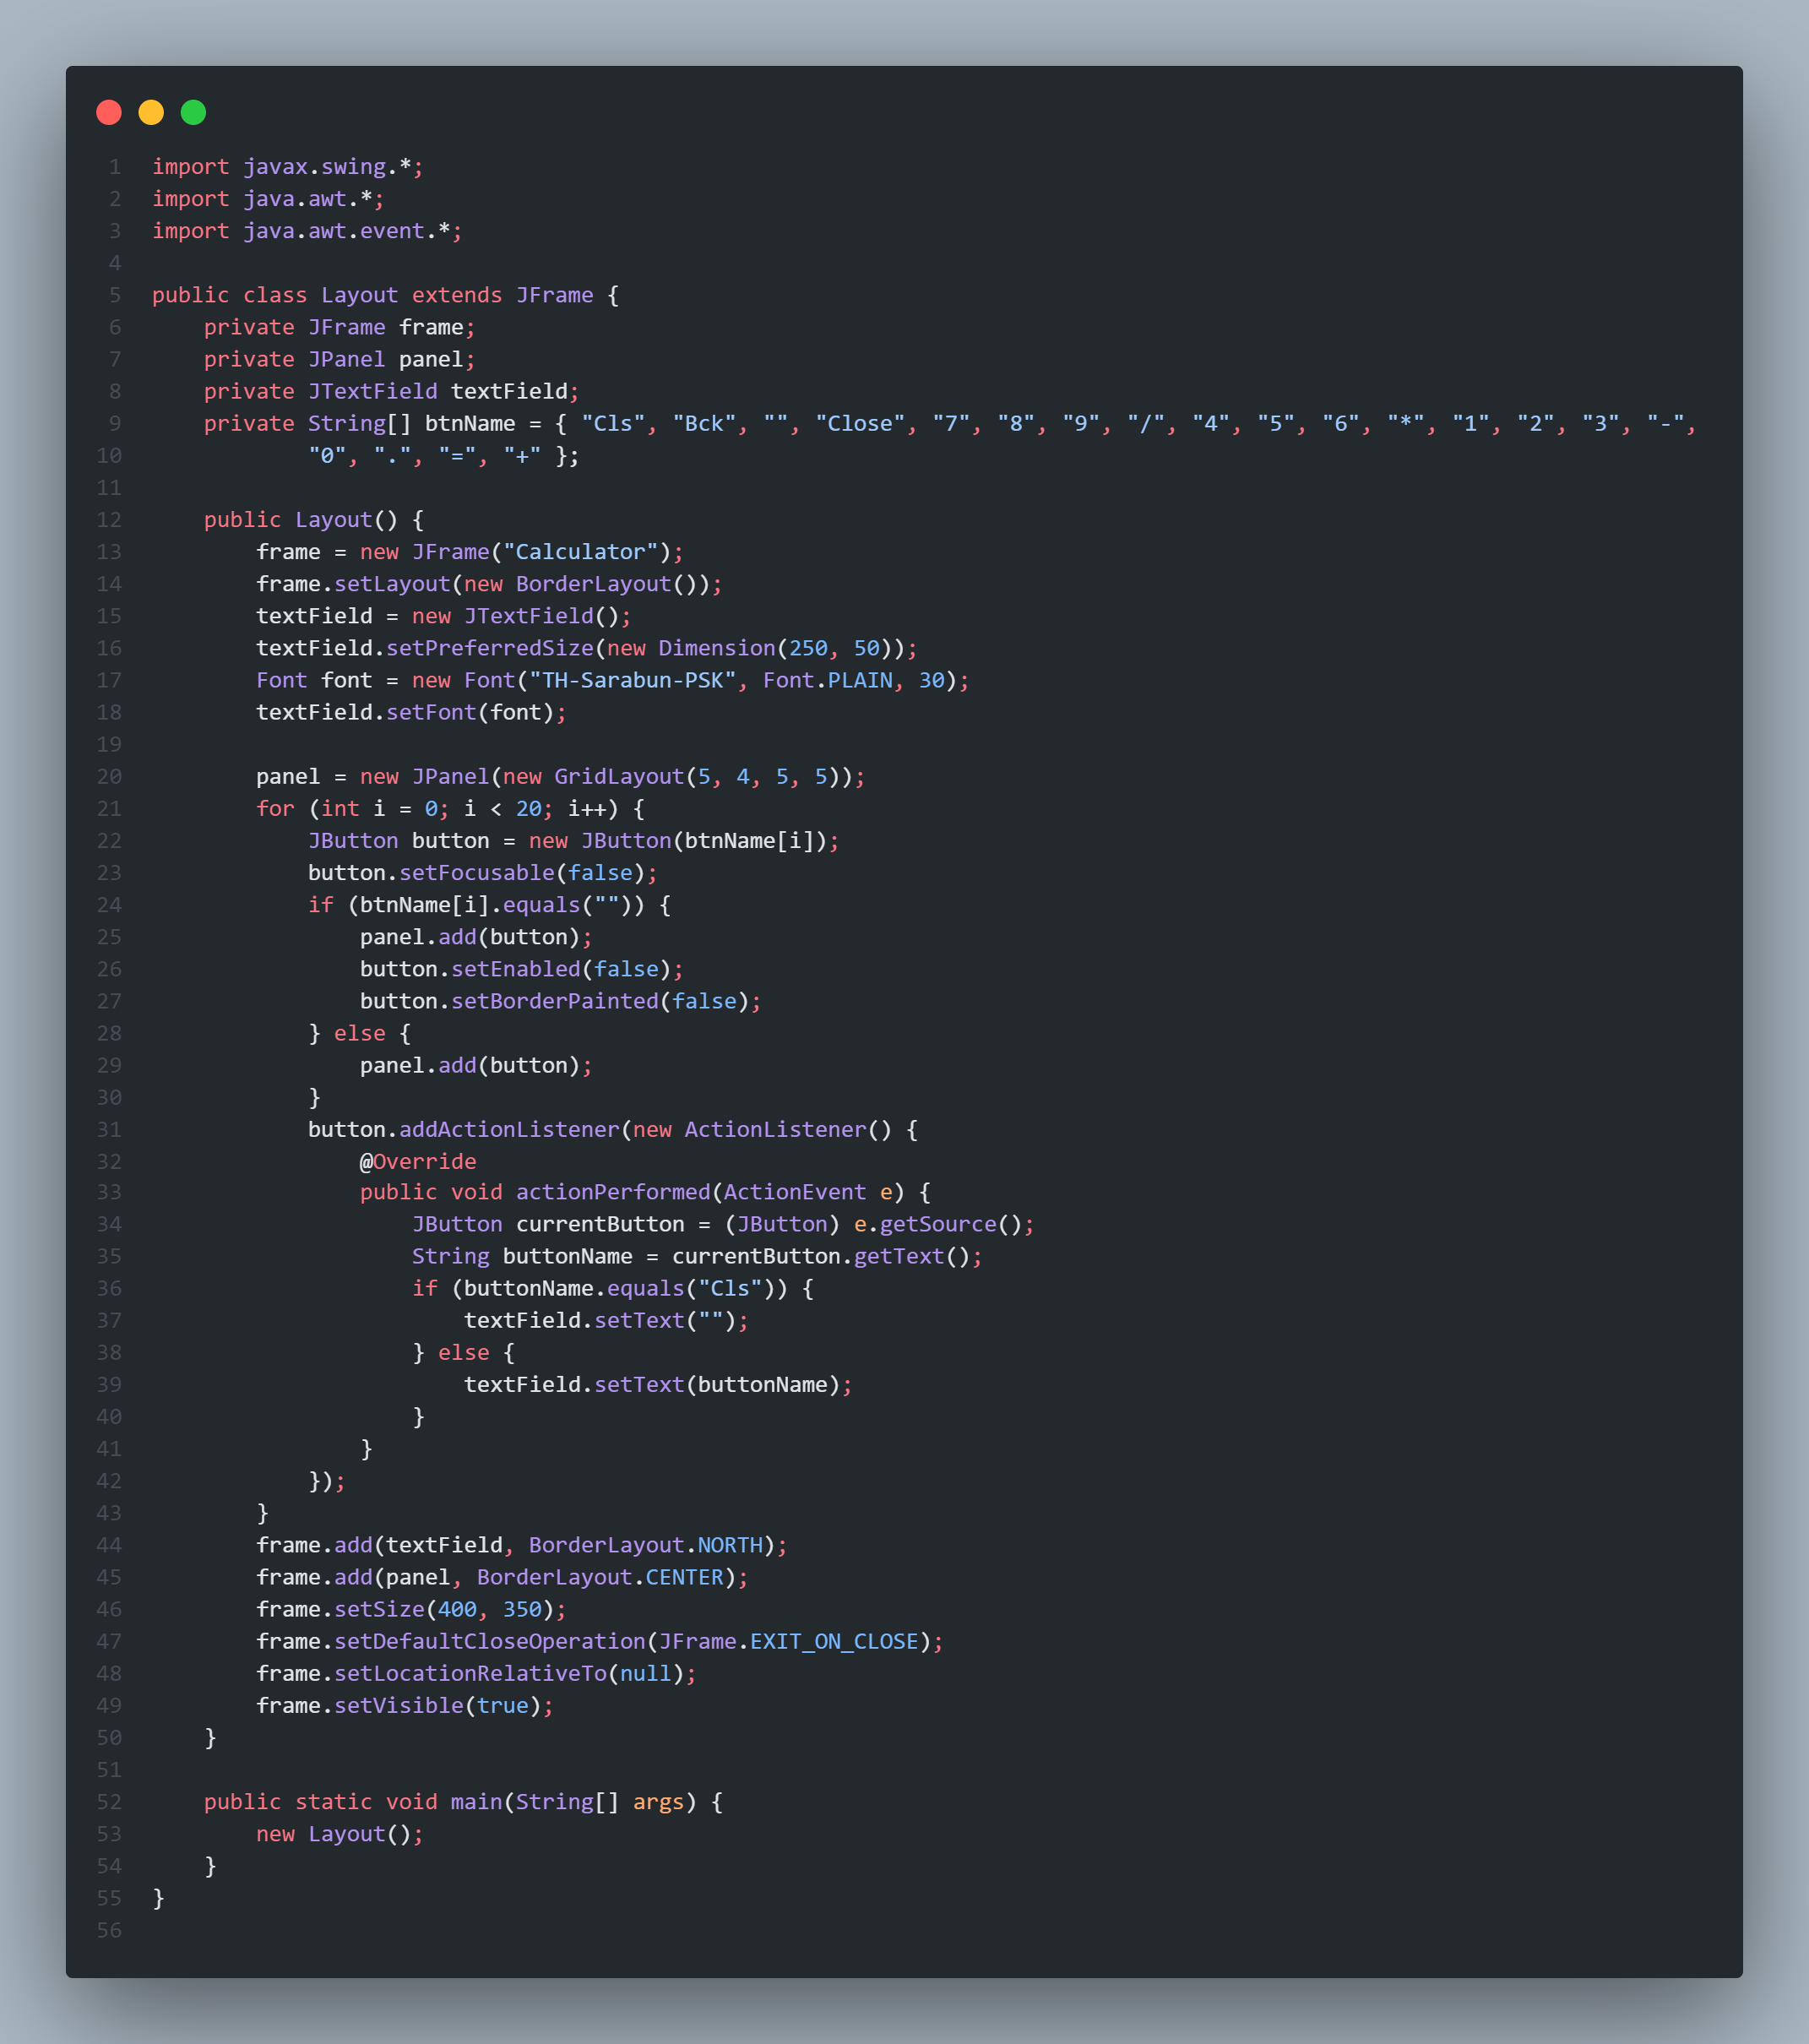 1 import javax.swing.*;
2 import java.awt.*;
3 import java.awt.event.*;
4
5 public class Layout extends JFrame {
6     private JFrame frame;
7     private JPanel panel;
8     private JTextField textField;
9     private String[] btnName = { "Cls", "Bck", "", "Close", "7", "8", "9", "/", "4", "5", "6", "*", "1", "2", "3", "-",
10             "0", ".", "=", "+" };
11
12     public Layout() {
13         frame = new JFrame("Calculator");
14         frame.setLayout(new BorderLayout());
15         textField = new JTextField();
16         textField.setPreferredSize(new Dimension(250, 50));
17         Font font = new Font("TH-Sarabun-PSK", Font.PLAIN, 30);
18         textField.setFont(font);
19
20         panel = new JPanel(new GridLayout(5, 4, 5, 5));
21         for (int i = 0; i < 20; i++) {
22             JButton button = new JButton(btnName[i]);
23             button.setFocusable(false);
24             if (btnName[i].equals("")) {
25                 panel.add(button);
26                 button.setEnabled(false);
27                 button.setBorderPainted(false);
28             } else {
29                 panel.add(button);
30             }
31             button.addActionListener(new ActionListener() {
32                 @Override
33                 public void actionPerformed(ActionEvent e) {
34                     JButton currentButton = (JButton) e.getSource();
35                     String buttonName = currentButton.getText();
36                     if (buttonName.equals("Cls")) {
37                         textField.setText("");
38                     } else {
39                         textField.setText(buttonName);
40                     }
41                 }
42             });
43         }
44         frame.add(textField, BorderLayout.NORTH);
45         frame.add(panel, BorderLayout.CENTER);
46         frame.setSize(400, 350);
47         frame.setDefaultCloseOperation(JFrame.EXIT_ON_CLOSE);
48         frame.setLocationRelativeTo(null);
49         frame.setVisible(true);
50     }
51
52     public static void main(String[] args) {
53         new Layout();
54     }
55 }
56